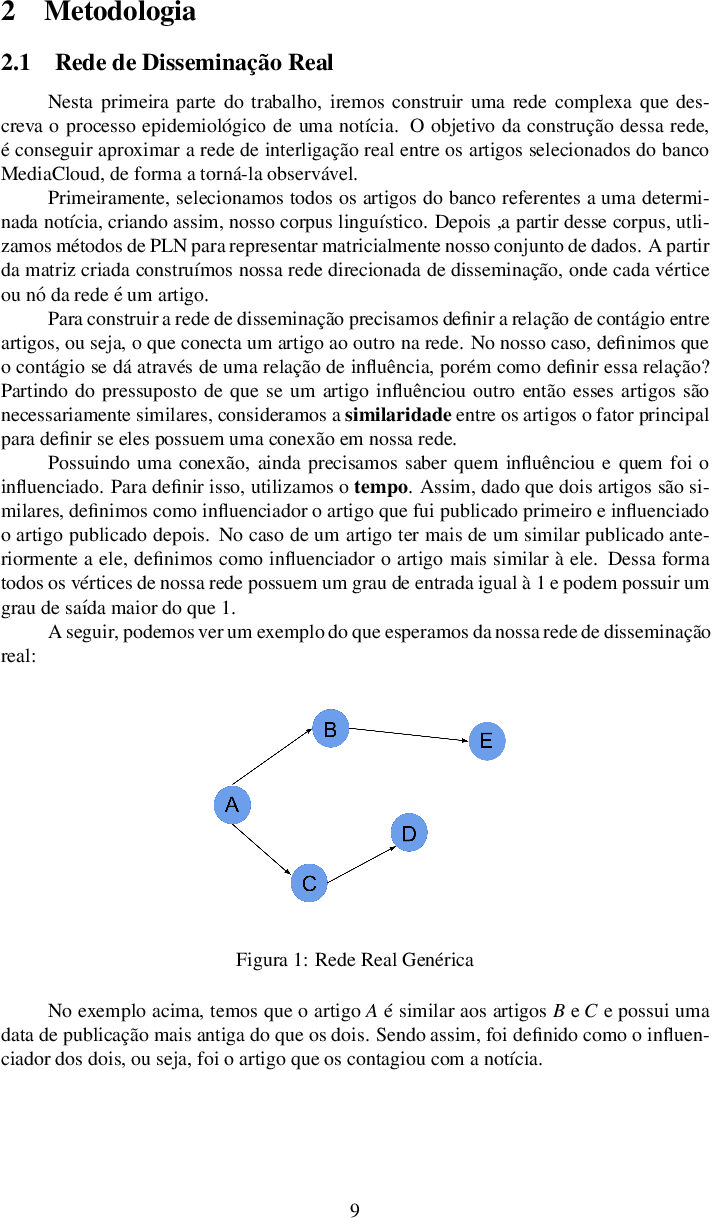 2 Metodologia
2.1 Rede de Disseminação Real
Nesta primeira parte do trabalho, iremos construir uma rede complexa que des-
creva o processo epidemiológico de uma notícia. O objetivo da construção dessa rede,
é conseguir aproximar a rede de interligação real entre os artigos selecionados do banco
MediaCloud, de forma a torná-la observável.
Primeiramente, selecionamos todos os artigos do banco referentes a uma determi-
nada notícia, criando assim, nosso corpus linguístico. Depois ,a partir desse corpus, utli-
zamos métodos de PLN para representar matricialmente nosso conjunto de dados. A partir
da matriz criada construímos nossa rede direcionada de disseminação, onde cada vértice
ou nó da rede é um artigo.
Para construir a rede de disseminação precisamos definir a relação de contágio entre
artigos, ou seja, o que conecta um artigo ao outro na rede. No nosso caso, definimos que
o contágio se dá através de uma relação de influência, porém como definir essa relação?
Partindo do pressuposto de que se um artigo influênciou outro então esses artigos são
necessariamente similares, consideramos a similaridade entre os artigos o fator principal
para definir se eles possuem uma conexão em nossa rede.
Possuindo uma conexão, ainda precisamos saber quem influênciou e quem foi o
influenciado. Para definir isso, utilizamos o tempo. Assim, dado que dois artigos são si-
milares, definimos como influenciador o artigo que fui publicado primeiro e influenciado
o artigo publicado depois. No caso de um artigo ter mais de um similar publicado ante-
riormente a ele, definimos como influenciador o artigo mais similar à ele. Dessa forma
todos os vértices de nossa rede possuem um grau de entrada igual à 1 e podem possuir um
grau de saída maior do que 1.
A seguir, podemos ver um exemplo do que esperamos da nossa rede de disseminação
real:
B
E
A
D
C
Figura 1: Rede Real Genérica
No exemplo acima, temos que o artigo A é similar aos artigos B e C e possui uma
data de publicação mais antiga do que os dois. Sendo assim, foi definido como o influen-
ciador dos dois, ou seja, foi o artigo que os contagiou com a notícia.
9